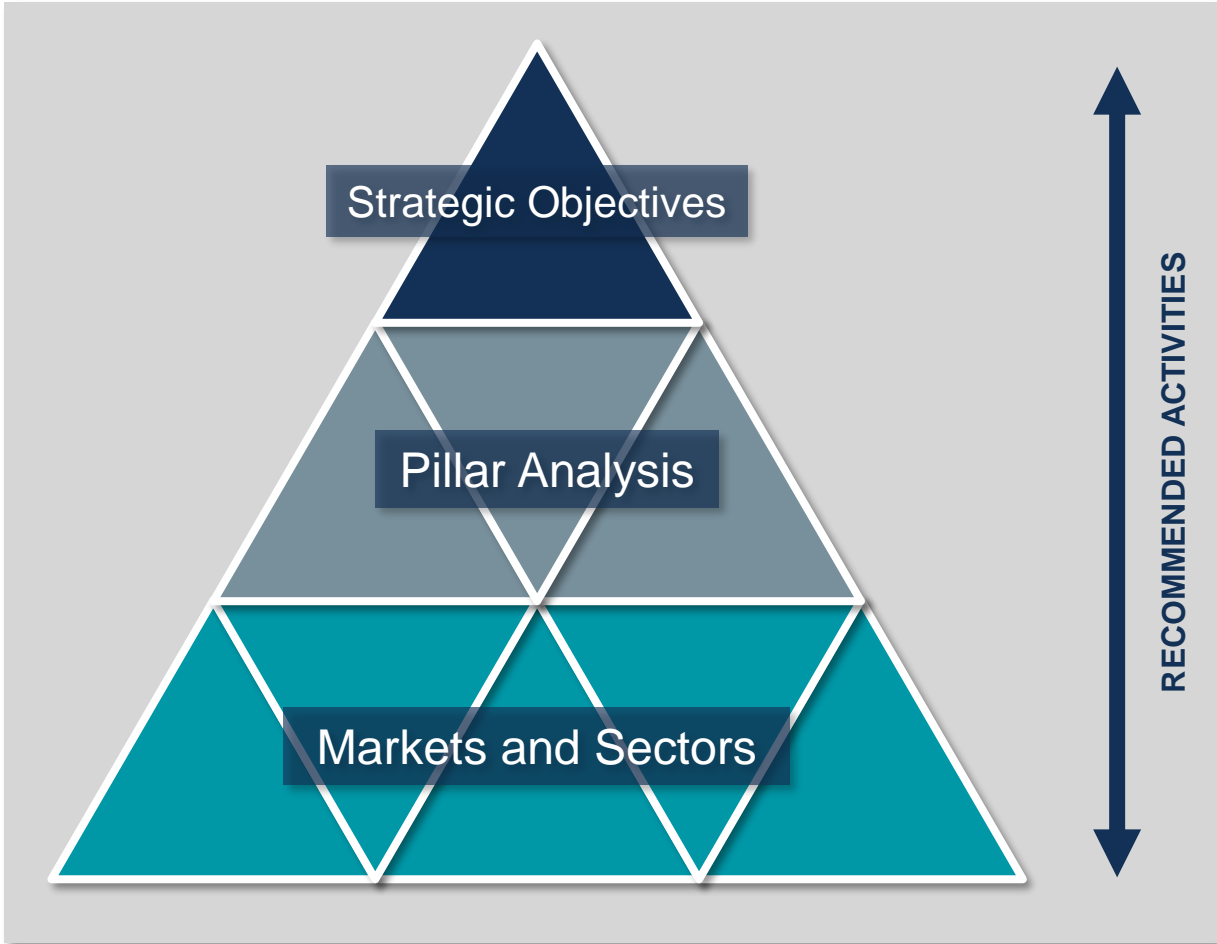 Strategic Objectives
Pillar Analysis
Markets and Sectors
RECOMMENDED ACTIVITIES